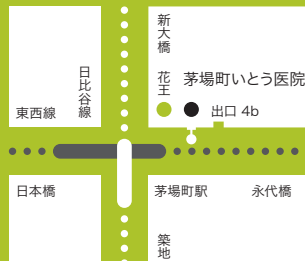 新大橋
日比谷線
花王
茅場町いとう医院
東西線
出口 4b
日本橋
茅場町駅
永代橋
築地